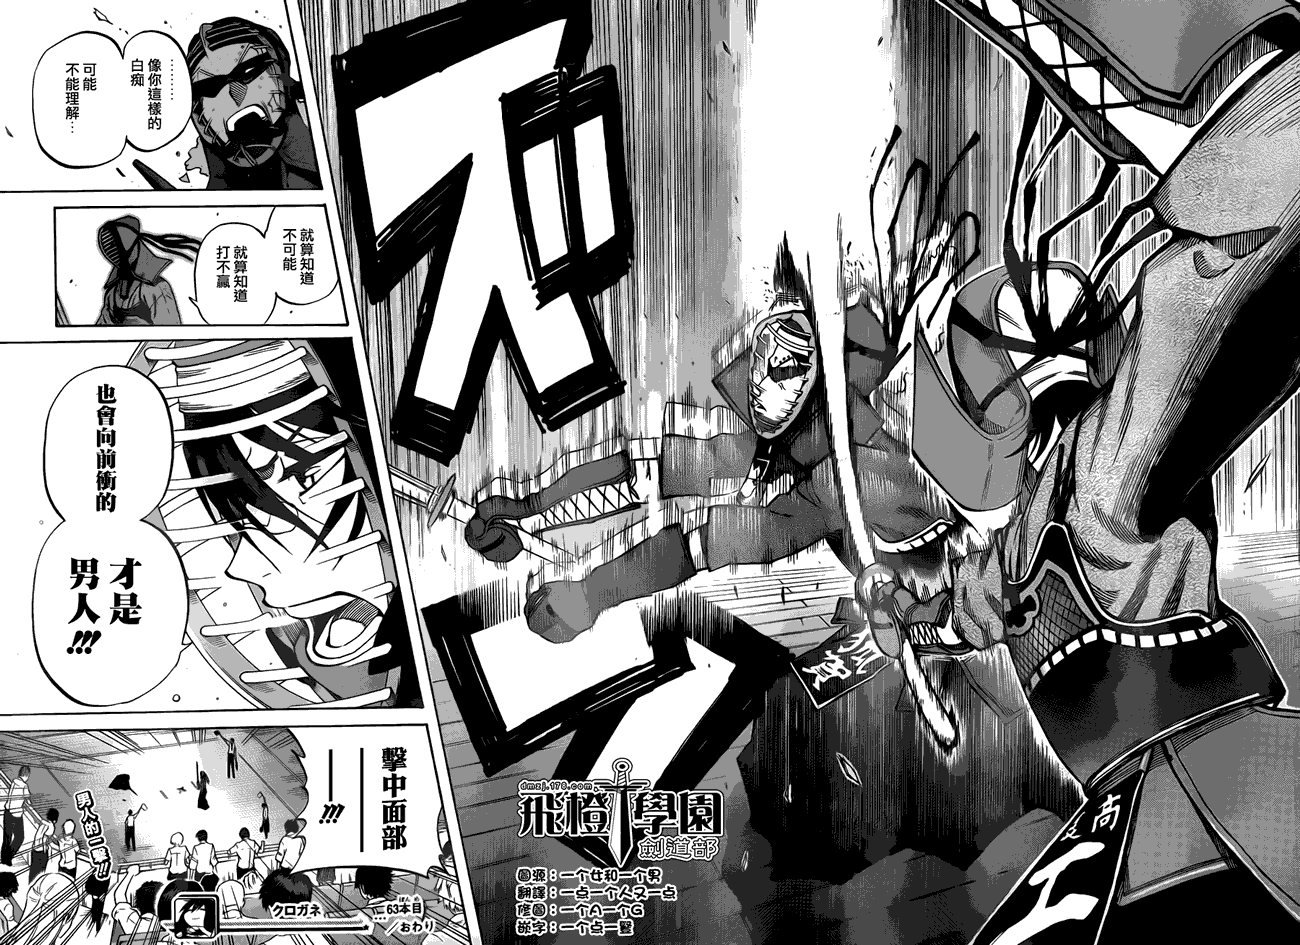 ズ
ン
………
像你這樣的
白痴
可能
不能理解…
就算知道
不可能
就算知道
打不贏
也會向前衝的
才是
男人!!!
擊中面部
——!!!
男人的一擊!!
クロガネ
63本目
おわり
dmzj.178.com
飛橙學園
劍道部
圖源：一个女和一个男
翻譯：一点一个人又一点
修圖：一个A一个G
嵌字：一个点一豎
高
工